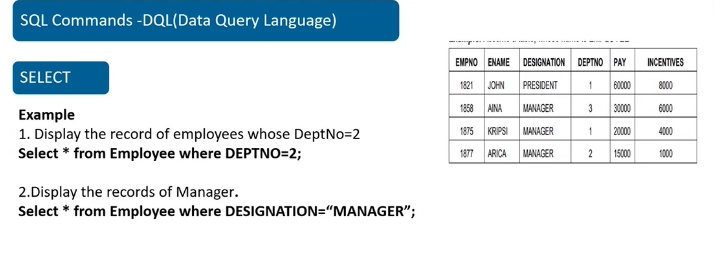 SQL Commands -DQL(Data Query Language)
SELECT
Example
1. Display the record of employees whose DeptNo=2
Select * from Employee where DEPTNO=2;
2.Display the records of Manager.
Select * from Employee where DESIGNATION=“MANAGER”;
EMPNO ENAME DESIGNATION DEPTNO PAY INCENTIVES
1821 JOHN PRESIDENT 1 60000 8000
1858 AINA MANAGER 3 30000 6000
1875 KRIPSI MANAGER 1 20000 4000
1877 ARICA MANAGER 2 15000 1000